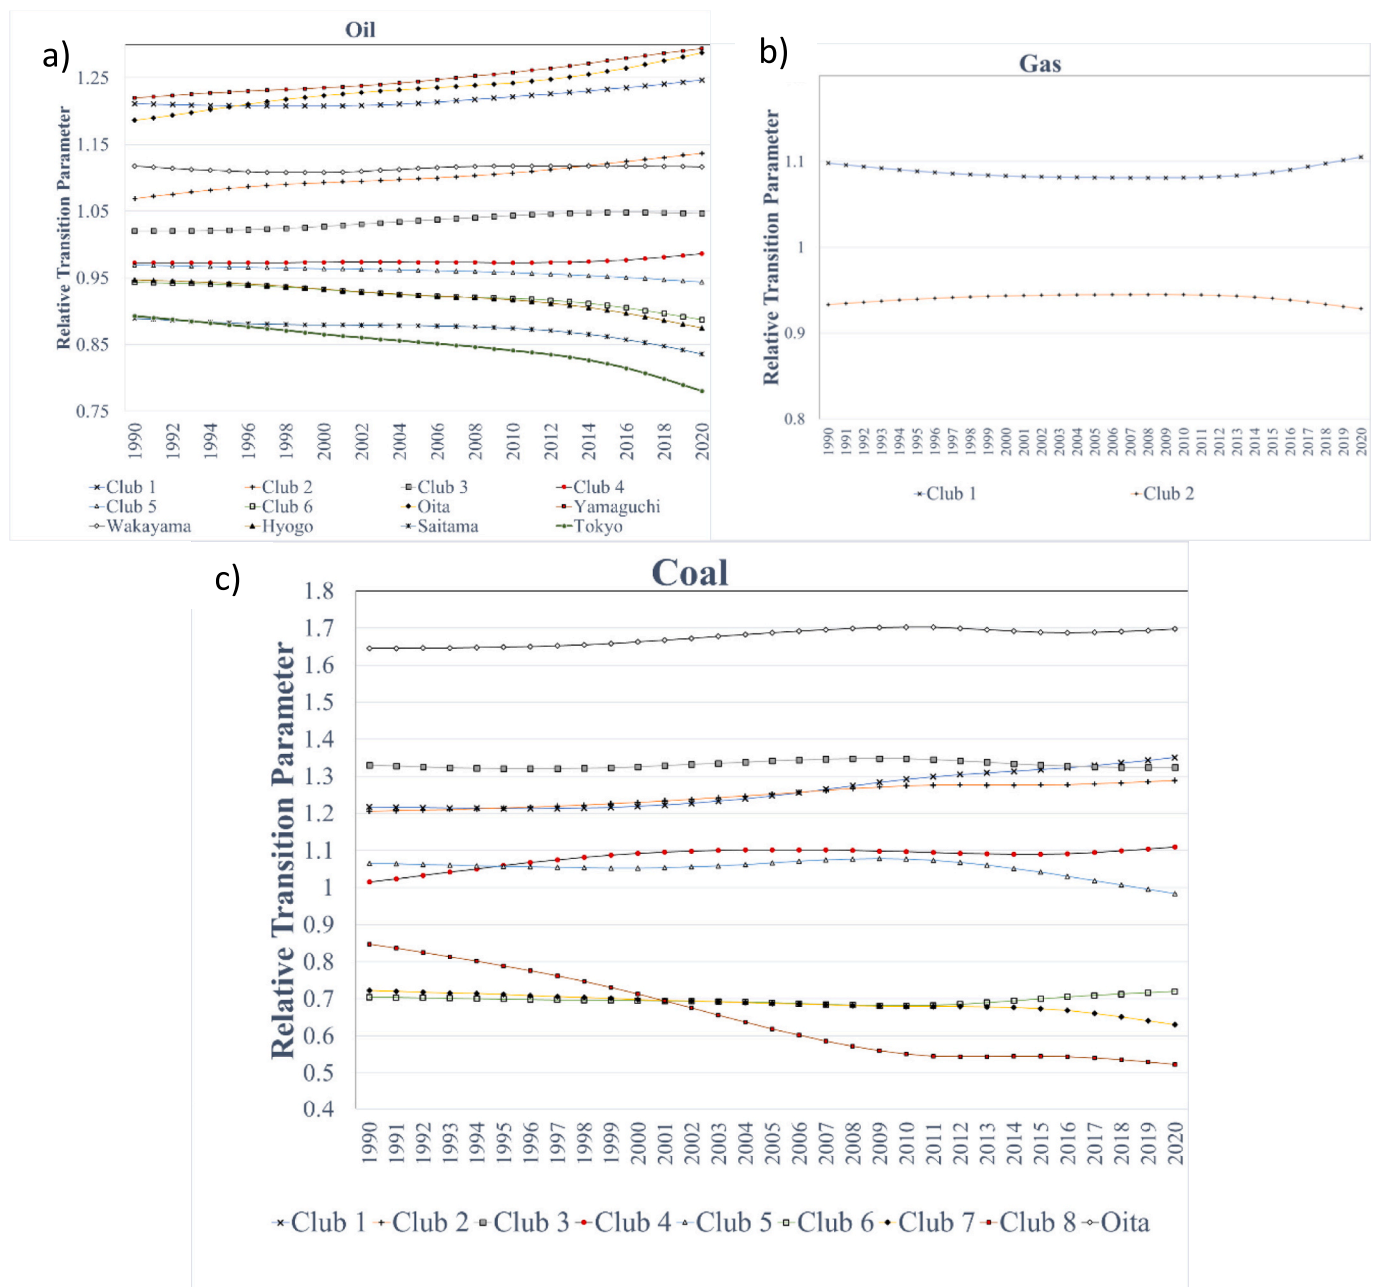 a)
Oil
Relative Transition Parameter
1.25
1.15
1.05
0.95
0.85
0.75
1990 1992 1994 1996 1998 2000 2002 2004 2006 2008 2010 2012 2014 2016 2018 2020
Club 1 Club 2 Club 3 Club 4
Club 5 Club 6 Oita Yamaguchi
Wakayama Hyogo Saitama Tokyo
b)
Gas
Relative Transition Parameter
1.1
1
0.9
0.8
1990 1991 1992 1993 1994 1995 1996 1997 1998 1999 2000 2001 2002 2003 2004 2005 2006 2007 2008 2009 2010 2011 2012 2013 2014 2015 2016 2017 2018 2019 2020
Club 1 Club 2
c)
Coal
Relative Transition Parameter
1.8
1.7
1.6
1.5
1.4
1.3
1.2
1.1
1
0.9
0.8
0.7
0.6
0.5
0.4
1990 1991 1992 1993 1994 1995 1996 1997 1998 1999 2000 2001 2002 2003 2004 2005 2006 2007 2008 2009 2010 2011 2012 2013 2014 2015 2016 2017 2018 2019 2020
Club 1 Club 2 Club 3 Club 4 Club 5 Club 6 Club 7 Club 8 Oita